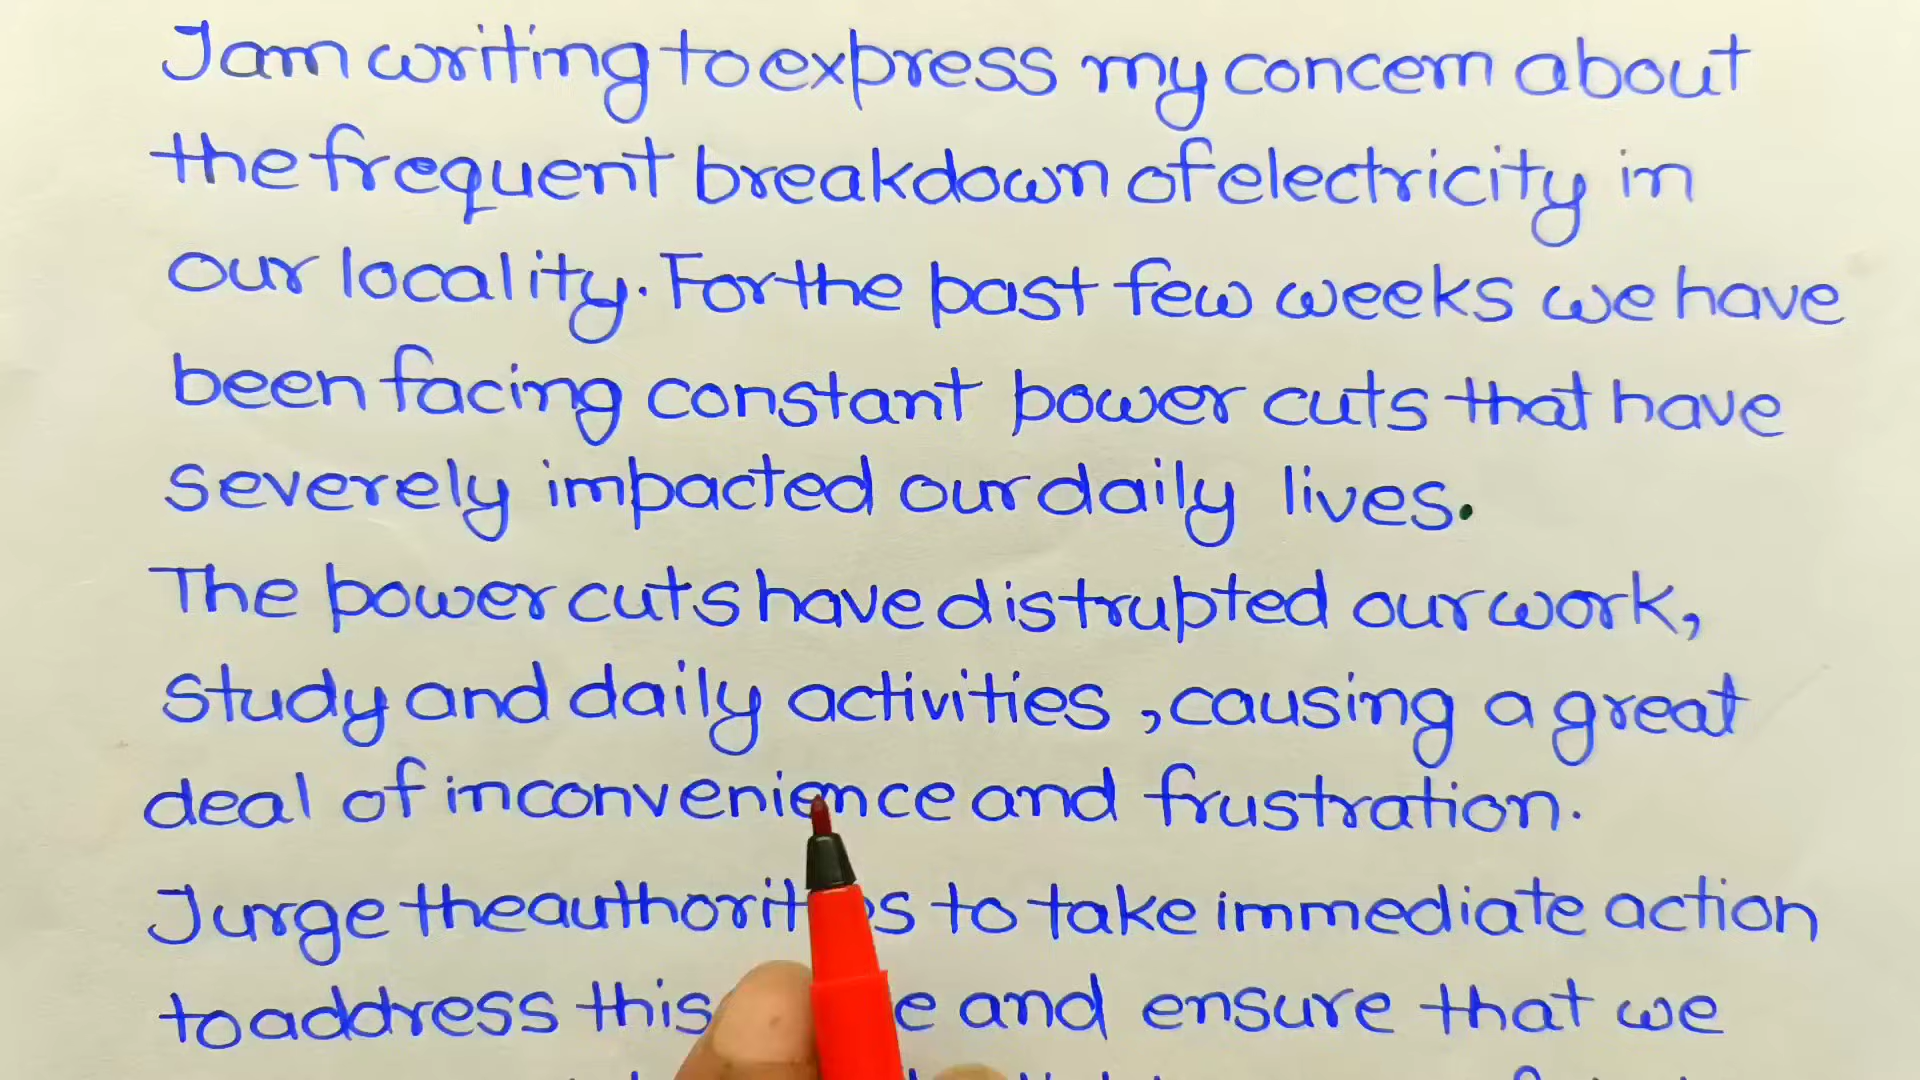 I am writing to express my concern about
the frequent breakdown of electricity in
our locality. For the past few weeks we have
been facing constant power cuts that have
severely impacted our daily lives.
The power cuts have distrupted our work,
study and daily activities , causing a great
deal of inconvenience and frustration.
I urge the authorities to take immediate action
to address this and ensure that we